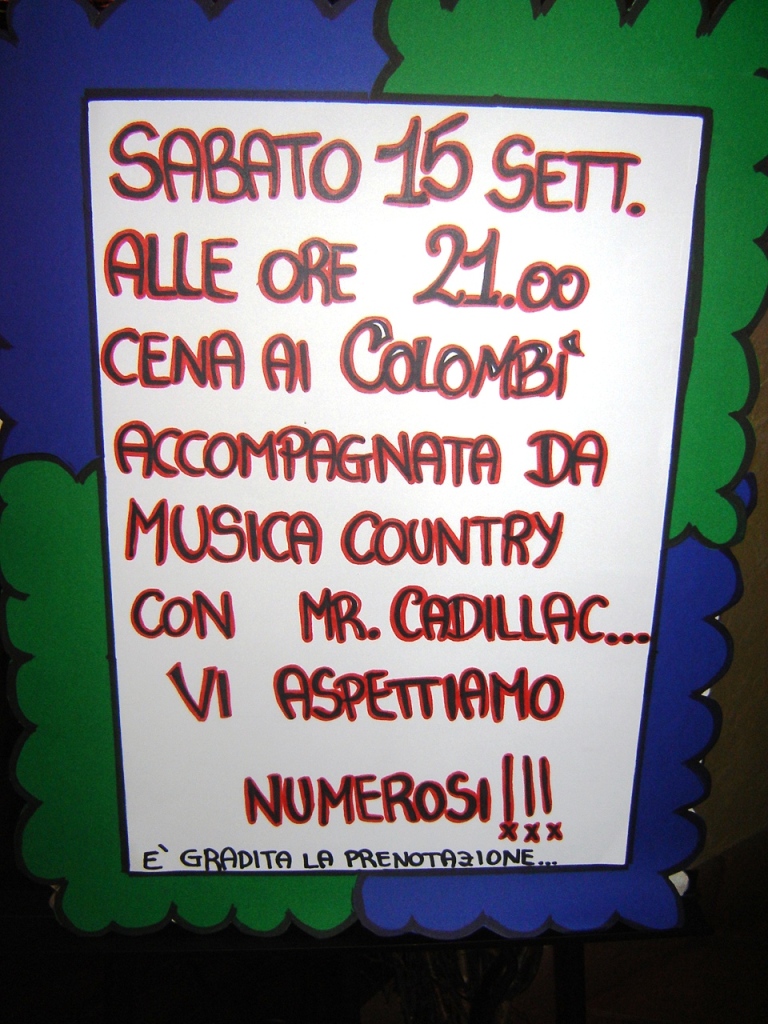 SABATO 15 SETT.
ALLE ORE 21.00
CENA AI COLOMBI'
ACCOMPAGNATA DA
MUSICA COUNTRY
CON MR. CADILLAC...
VI ASPETTIAMO
NUMEROSI!!!
E' GRADITA LA PRENOTAZIONE...